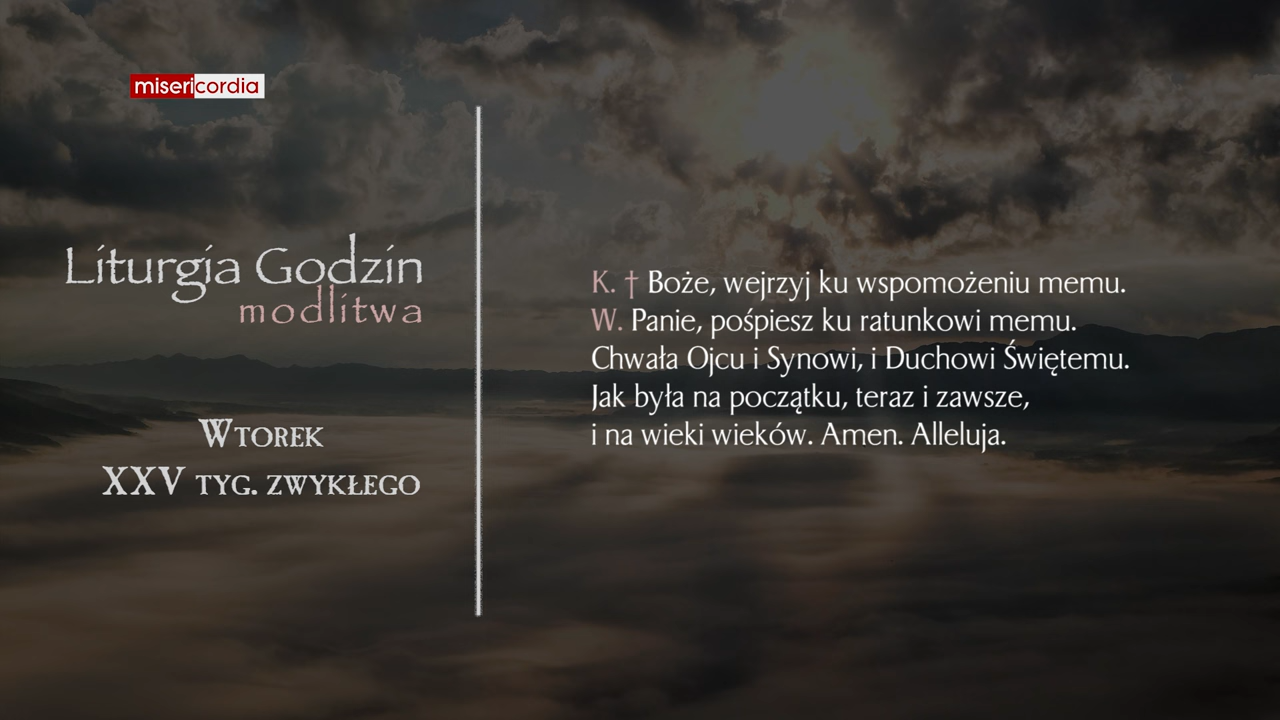 misericordia
Liturgia Godzin
modlitwa
Wtorek
XXV tyg. zwykłego
K. † Boże, wejrzyj ku wspomożeniu memu.
W. Panie, pośpiesz ku ratunkowi memu.
Chwała Ojcu i Synowi, i Duchowi Świętemu.
Jak była na początku, teraz i zawsze,
i na wieki wieków. Amen. Alleluja.